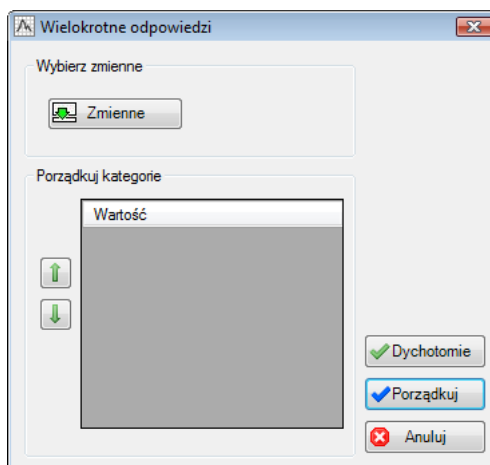 Wielokrotne odpowiedzi
Wybierz zmienne
Zmienne
Porządkuj kategorie
Wartość
Dychotomie
Porządkuj
Anuluj